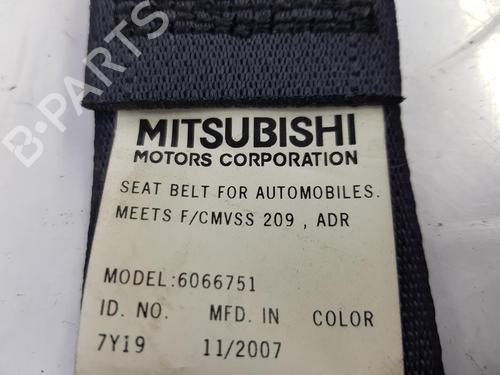 B-PARTS
MITSUBISHI
MOTORS CORPORATION
SEAT BELT FOR AUTOMOBILES.
MEETS F/CMVSS 209 , ADR
MODEL:6066751
ID. NO. MFD. IN COLOR
7Y19 11/2007